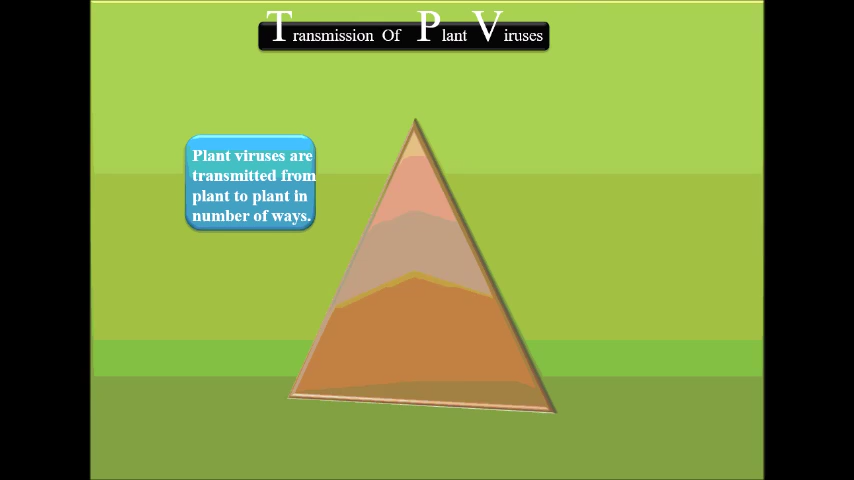 Transmission Of Plant Viruses
Plant viruses are
transmitted from
plant to plant in
number of ways.